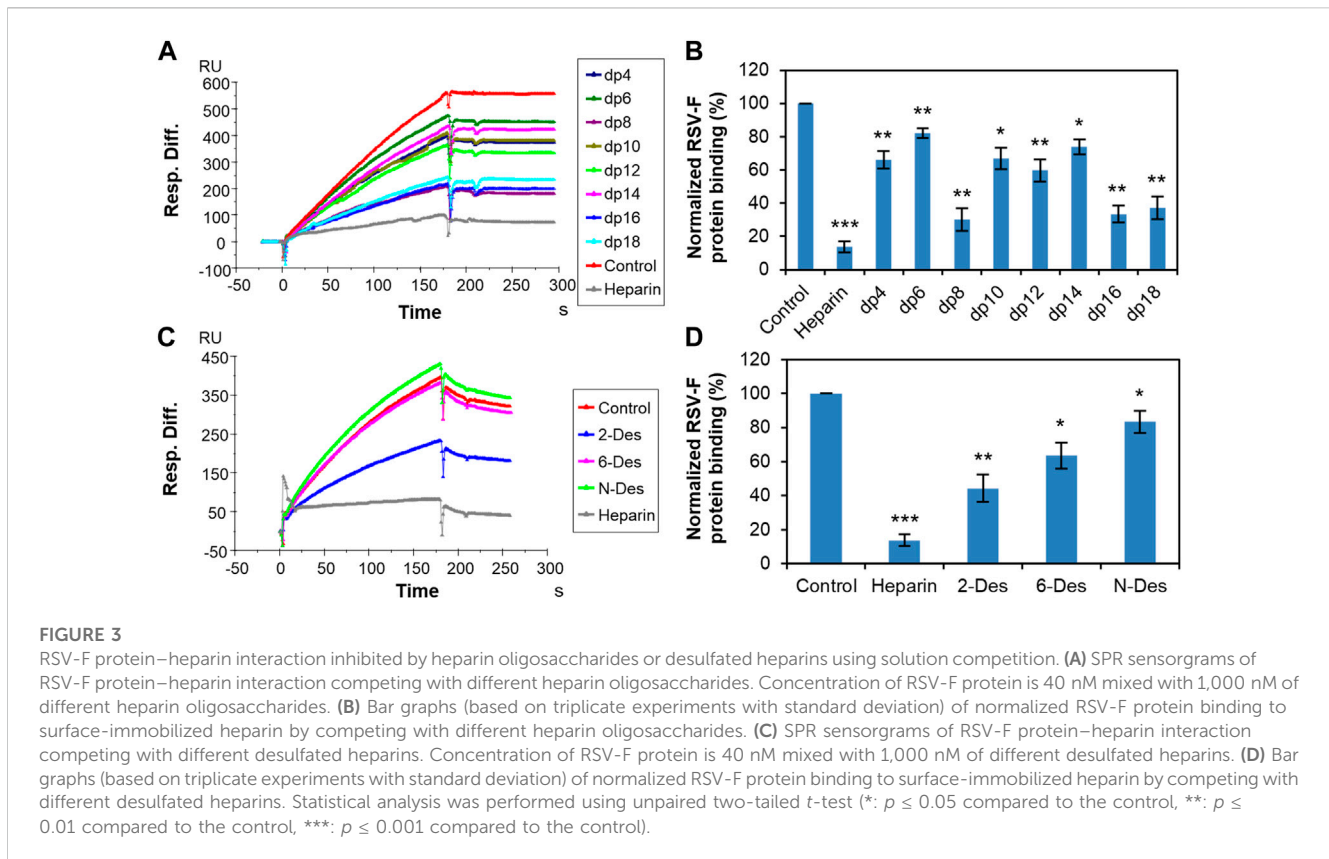 A
RU
600
500
400
300
200
100
0
-100
Resp. Diff.
-50 0 50 100 150 200 250 300
Time s
dp4
dp6
dp8
dp10
dp12
dp14
dp16
dp18
Control
Heparin
B
Normalized RSV-F
protein binding (%)
120
100
80
60
40
20
0
*** ** ** ** * ** * ** **
Control Heparin dp4 dp6 dp8 dp10 dp12 dp14 dp16 dp18
C
RU
450
350
250
150
50
-50
Resp. Diff.
-50 0 50 100 150 200 250 300
Time s
Control
2-Des
6-Des
N-Des
Heparin
D
Normalized RSV-F
protein binding (%)
120
100
80
60
40
20
0
*** ** * *
Control Heparin 2-Des 6-Des N-Des
FIGURE 3
RSV-F protein–heparin interaction inhibited by heparin oligosaccharides or desulfated heparins using solution competition. (A) SPR sensorgrams of
RSV-F protein–heparin interaction competing with different heparin oligosaccharides. Concentration of RSV-F protein is 40 nM mixed with 1,000 nM of
different heparin oligosaccharides. (B) Bar graphs (based on triplicate experiments with standard deviation) of normalized RSV-F protein binding to
surface-immobilized heparin by competing with different heparin oligosaccharides. (C) SPR sensorgrams of RSV-F protein–heparin interaction
competing with different desulfated heparins. Concentration of RSV-F protein is 40 nM mixed with 1,000 nM of different desulfated heparins. (D) Bar
graphs (based on triplicate experiments with standard deviation) of normalized RSV-F protein binding to surface-immobilized heparin by competing with
different desulfated heparins. Statistical analysis was performed using unpaired two-tailed t-test (*: p ≤ 0.05 compared to the control, **: p ≤
0.01 compared to the control, ***: p ≤ 0.001 compared to the control).